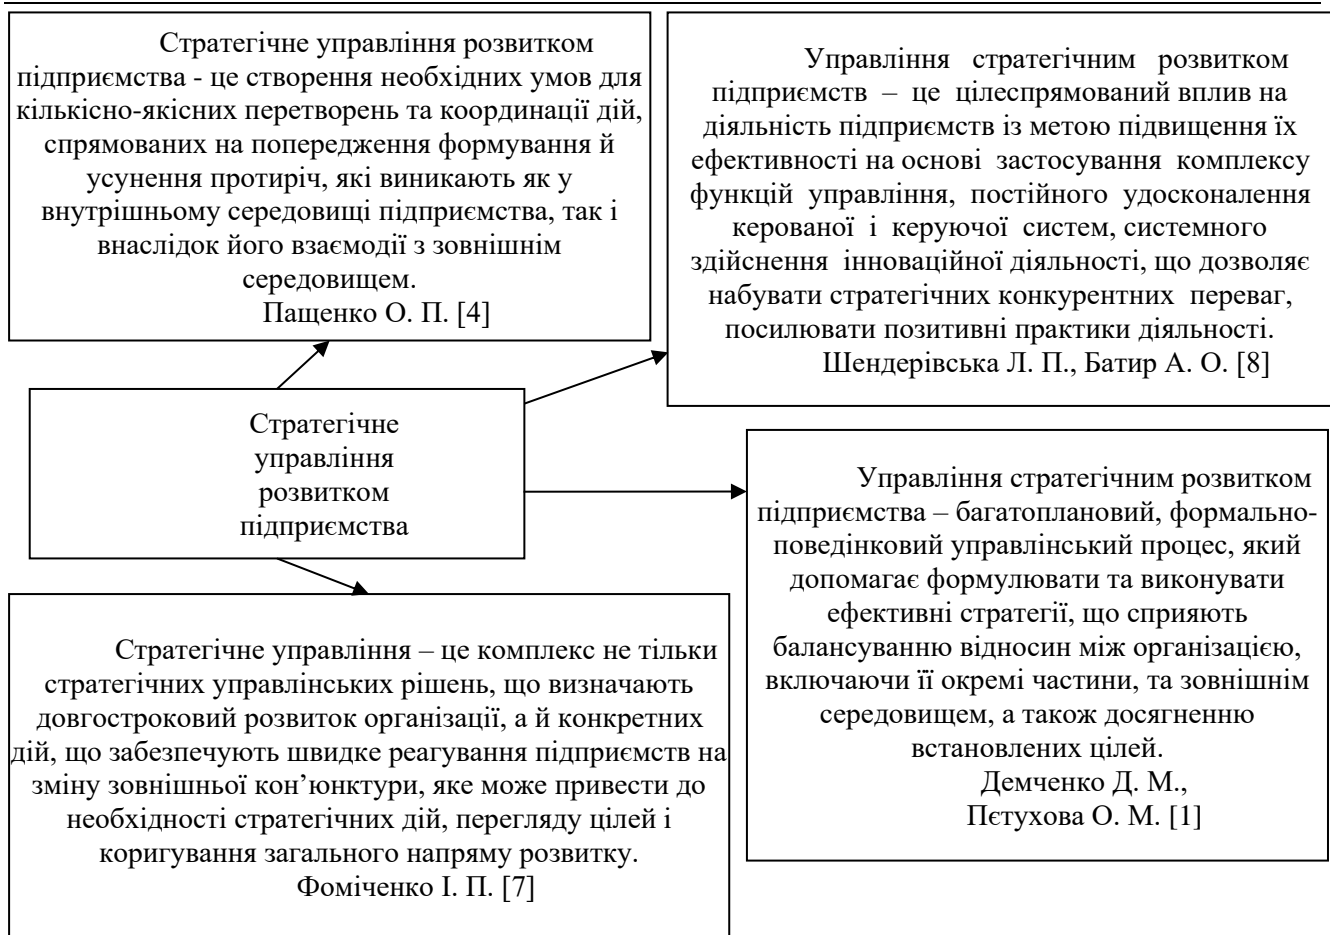 Стратегічне управління розвитком
підприємства - це створення необхідних умов для
кількісно-якісних перетворень та координації дій,
спрямованих на попередження формування й
усунення протиріч, які виникають як у
внутрішньому середовищі підприємства, так і
внаслідок його взаємодії з зовнішнім
середовищем.
Пащенко О. П. [4]
Управління стратегічним розвитком
підприємств – це цілеспрямований вплив на
діяльність підприємств із метою підвищення їх
ефективності на основі застосування комплексу
функцій управління, постійного удосконалення
керованої і керуючої систем, системного
здійснення інноваційної діяльності, що дозволяє
набувати стратегічних конкурентних переваг,
посилювати позитивні практики діяльності.
Шендерівська Л. П., Батир А. О. [8]
Стратегічне
управління
розвитком
підприємства
Управління стратегічним розвитком
підприємства – багатоплановий, формально-
поведінковий управлінський процес, який
допомагає формулювати та виконувати
ефективні стратегії, що сприяють
балансуванню відносин між організацією,
включаючи її окремі частини, та зовнішнім
середовищем, а також досягненню
встановлених цілей.
Демченко Д. М.,
Пєтухова О. М. [1]
Стратегічне управління – це комплекс не тільки
стратегічних управлінських рішень, що визначають
довгостроковий розвиток організації, а й конкретних
дій, що забезпечують швидке реагування підприємств на
зміну зовнішньої кон’юнктури, яке може привести до
необхідності стратегічних дій, перегляду цілей і
коригування загального напряму розвитку.
Фоміченко І. П. [7]